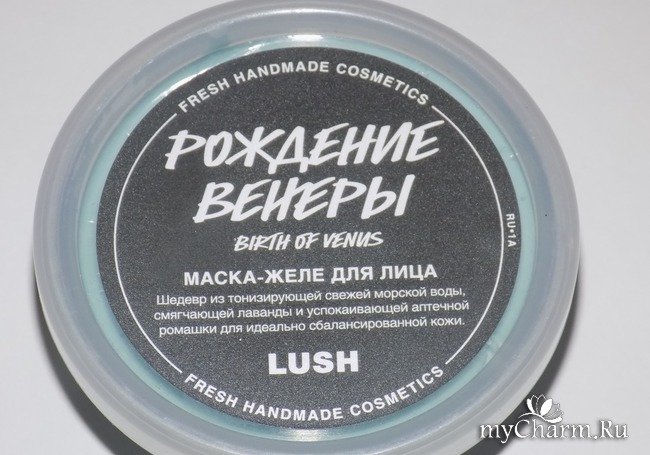 FRESH HANDMADE COSMETICS
РОЖДЕНИЕ
ВЕНЕРЫ
BIRTH OF VENUS
RU•1A
МАСКА-ЖЕЛЕ ДЛЯ ЛИЦА
Шедевр из тонизирующей свежей морской воды,
смягчающей лаванды и успокаивающей аптечной
ромашки для идеально сбалансированной кожи.
LUSH
FRESH HANDMADE COSMETICS
myCharm.Ru